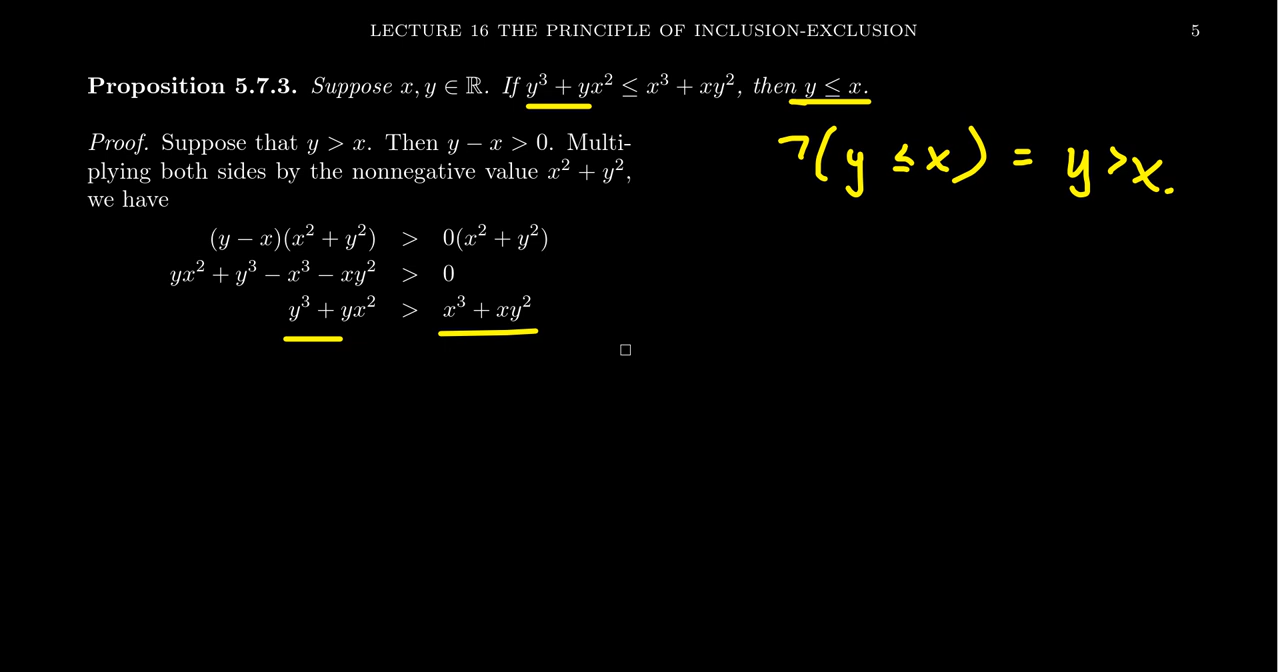 LECTURE 16 THE PRINCIPLE OF INCLUSION-EXCLUSION 5
Proposition 5.7.3. Suppose x, y ∈ ℝ. If y³ + yx² ≤ x³ + xy², then y ≤ x.
¬(y ≤ x) = y > x.
Proof. Suppose that y > x. Then y − x > 0. Multi-
plying both sides by the nonnegative value x² + y²,
we have
(y − x)(x² + y²) > 0(x² + y²)
yx² + y³ − x³ − xy² > 0
y³ + yx² > x³ + xy²
□